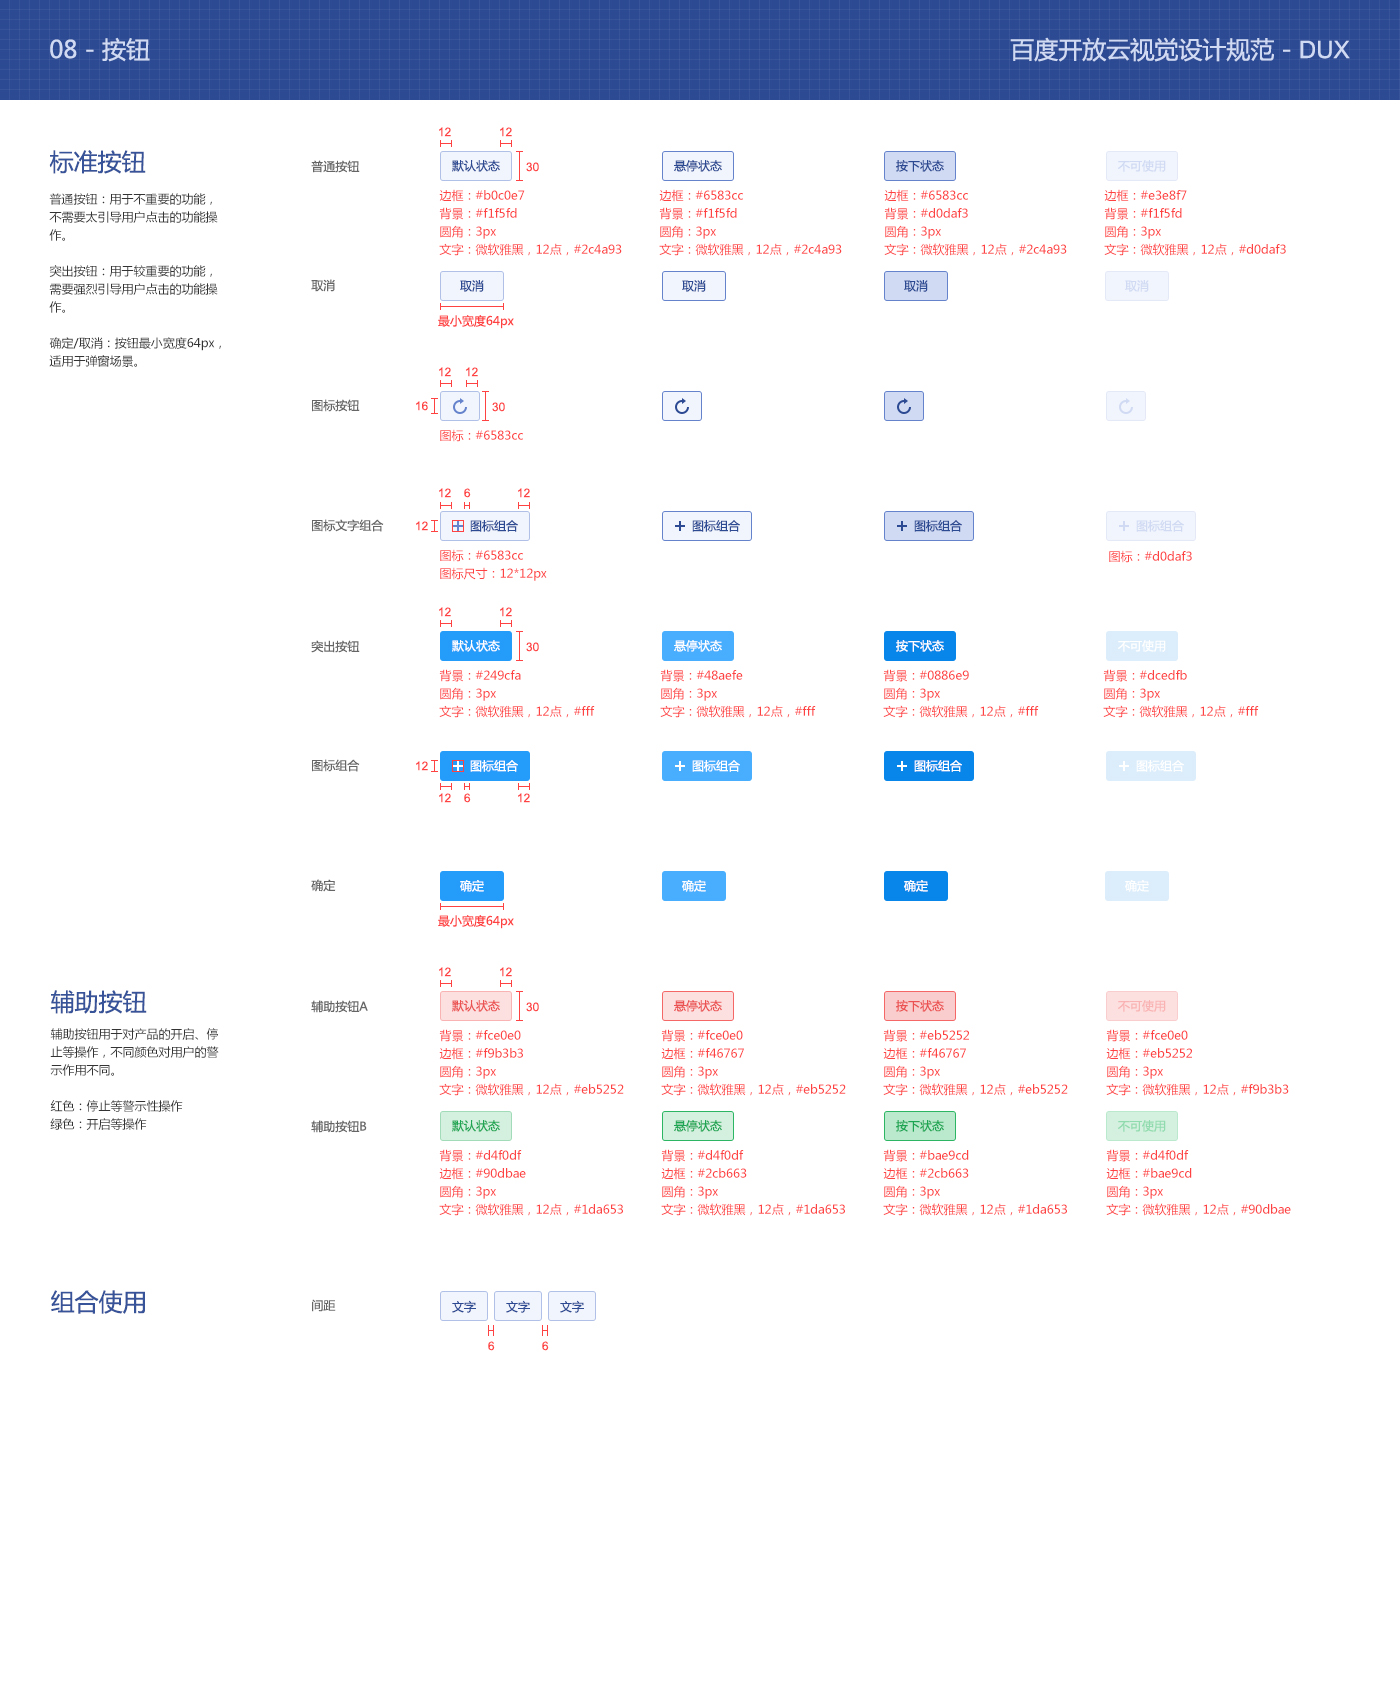 08 - 按钮
百度开放云视觉设计规范 - DUX
标准按钮
普通按钮：用于不重要的功能，
不需要太引导用户点击的功能操
作。
突出按钮：用于较重要的功能，
需要强烈引导用户点击的功能操
作。
确定/取消：按钮最小宽度64px，
适用于弹窗场景。
12 12
普通按钮 默认状态 30 悬停状态 按下状态 不可使用
边框：#b0c0e7 边框：#6583cc 边框：#6583cc 边框：#e3e8f7
背景：#f1f5fd 背景：#f1f5fd 背景：#d0daf3 背景：#f1f5fd
圆角：3px 圆角：3px 圆角：3px 圆角：3px
文字：微软雅黑，12点，#2c4a93 文字：微软雅黑，12点，#2c4a93 文字：微软雅黑，12点，#2c4a93 文字：微软雅黑，12点，#d0daf3
取消 取消 取消 取消 取消
最小宽度64px
12 12
图标按钮 16 30
图标：#6583cc
12 6 12
图标文字组合 12 图标组合 图标组合 图标组合 图标组合
图标：#6583cc 图标：#d0daf3
图标尺寸：12*12px
12 12
突出按钮 默认状态 30 悬停状态 按下状态 不可使用
背景：#249cfa 背景：#48aefe 背景：#0886e9 背景：#dcedfb
圆角：3px 圆角：3px 圆角：3px 圆角：3px
文字：微软雅黑，12点，#fff 文字：微软雅黑，12点，#fff 文字：微软雅黑，12点，#fff 文字：微软雅黑，12点，#fff
图标组合 12 图标组合 图标组合 图标组合 图标组合
12 6 12
确定 确定 确定 确定 确定
最小宽度64px
辅助按钮
辅助按钮用于对产品的开启、停
止等操作，不同颜色对用户的警
示作用不同。
红色：停止等警示性操作
绿色：开启等操作
12 12
辅助按钮A 默认状态 30 悬停状态 按下状态 不可使用
背景：#fce0e0 背景：#fce0e0 背景：#eb5252 背景：#fce0e0
边框：#f9b3b3 边框：#f46767 边框：#f46767 边框：#eb5252
圆角：3px 圆角：3px 圆角：3px 圆角：3px
文字：微软雅黑，12点，#eb5252 文字：微软雅黑，12点，#eb5252 文字：微软雅黑，12点，#eb5252 文字：微软雅黑，12点，#f9b3b3
辅助按钮B 默认状态 悬停状态 按下状态 不可使用
背景：#d4f0df 背景：#d4f0df 背景：#bae9cd 背景：#d4f0df
边框：#90dbae 边框：#2cb663 边框：#2cb663 边框：#bae9cd
圆角：3px 圆角：3px 圆角：3px 圆角：3px
文字：微软雅黑，12点，#1da653 文字：微软雅黑，12点，#1da653 文字：微软雅黑，12点，#1da653 文字：微软雅黑，12点，#90dbae
组合使用
间距 文字 文字 文字
6 6